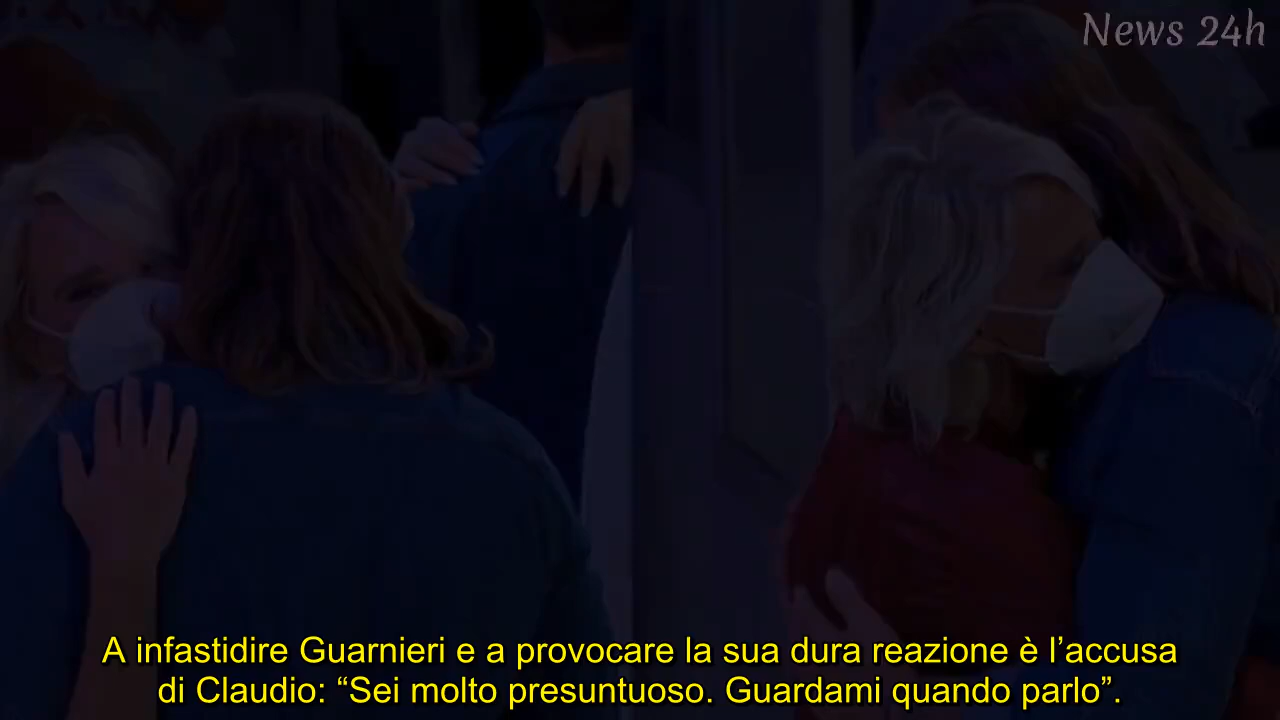 News 24h
A infastidire Guarnieri e a provocare la sua dura reazione è l’accusa
di Claudio: “Sei molto presuntuoso. Guardami quando parlo”.